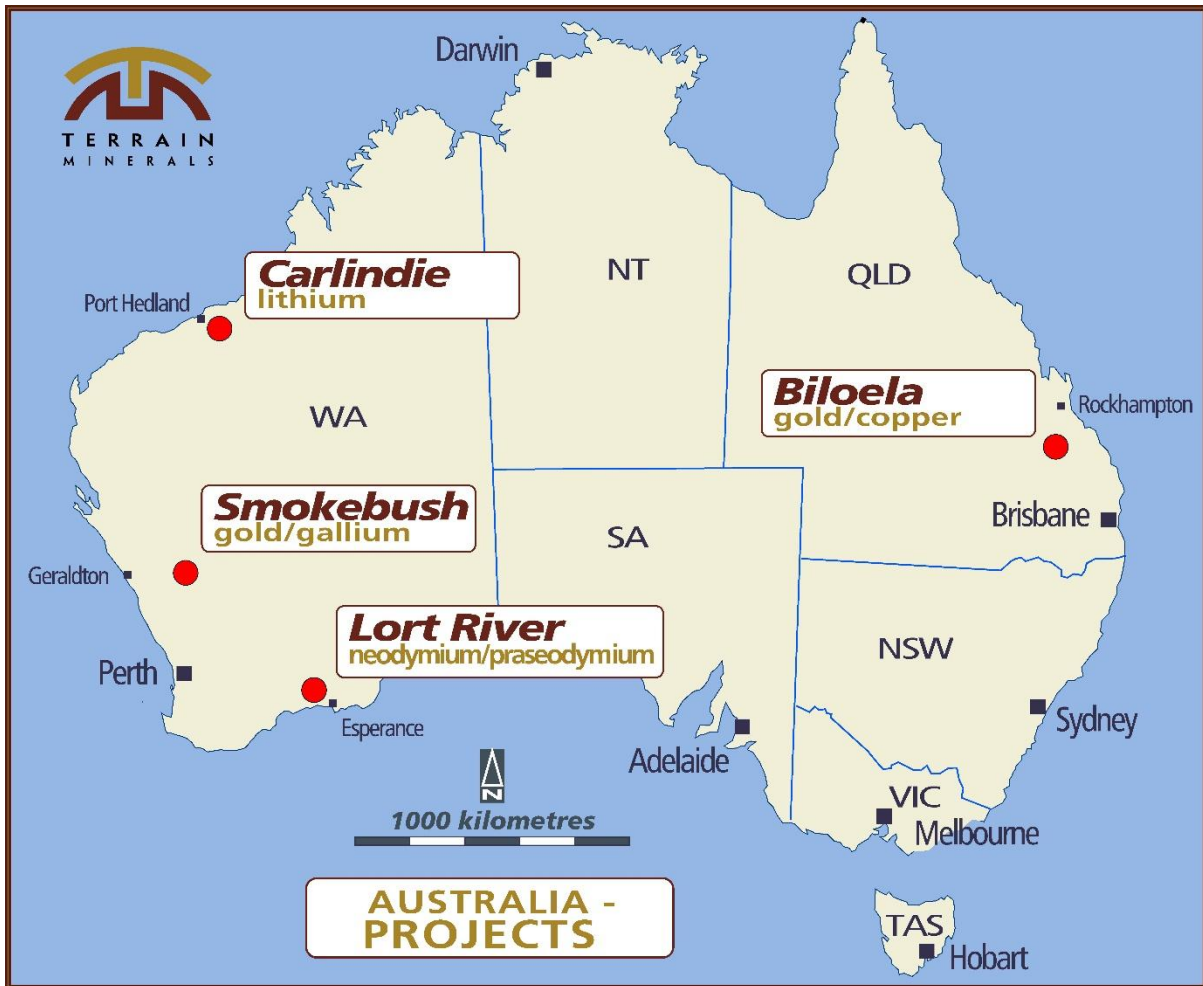 TERRAIN
MINERALS
Darwin
Carlindie
lithium
NT
QLD
Port Hedland
Biloela
gold/copper
Rockhampton
WA
Smokebush
gold/gallium
SA
Brisbane
Geraldton
Lort River
neodymium/praseodymium
NSW
Perth
Esperance
Sydney
Adelaide
N
VIC
Melbourne
1000 kilometres
AUSTRALIA -
PROJECTS
TAS
Hobart